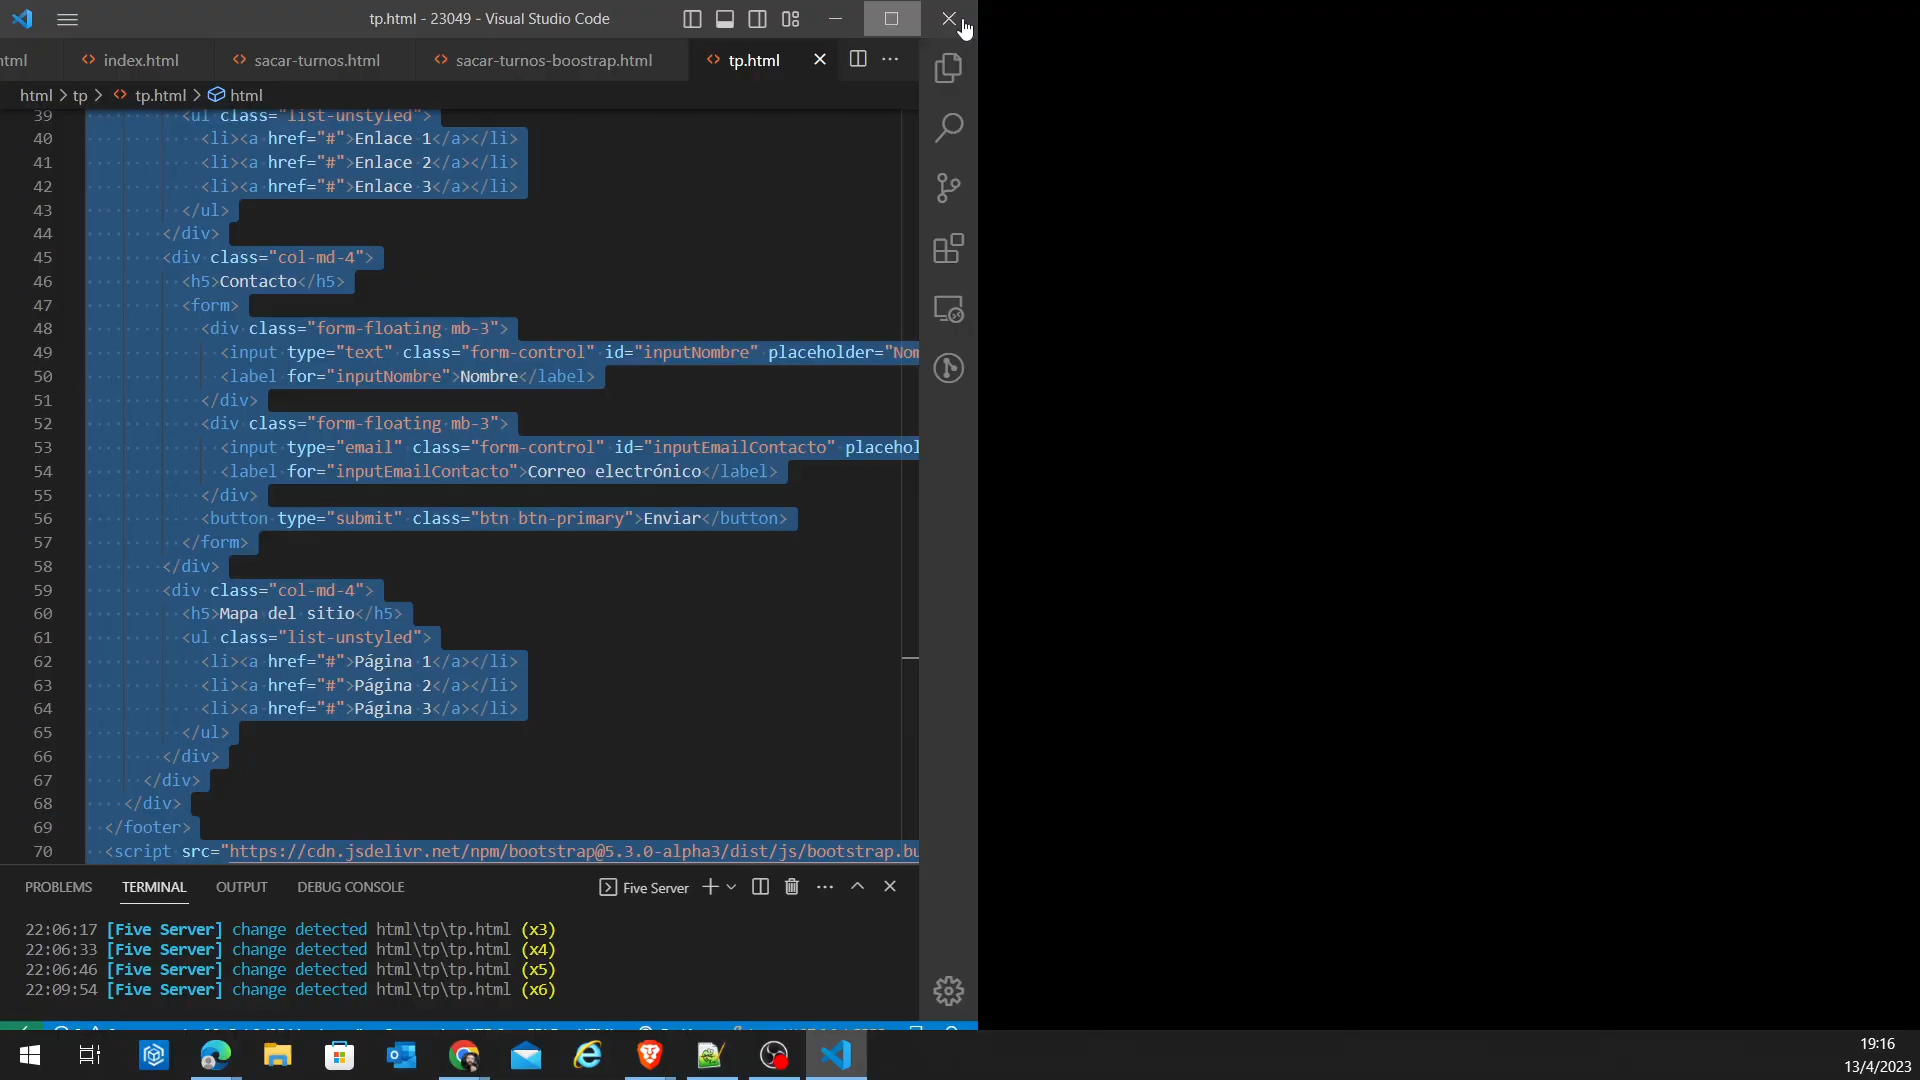 tp.html - 23049 - Visual Studio Code
html
index.html
sacar-turnos.html
sacar-turnos-boostrap.html
tp.html
html > tp > tp.html > html
39 <ul class="list-unstyled">
40 <li><a href="#">Enlace 1</a></li>
41 <li><a href="#">Enlace 2</a></li>
42 <li><a href="#">Enlace 3</a></li>
43 </ul>
44 </div>
45 <div class="col-md-4">
46 <h5>Contacto</h5>
47 <form>
48 <div class="form-floating mb-3">
49 <input type="text" class="form-control" id="inputNombre" placeholder="Nom
50 <label for="inputNombre">Nombre</label>
51 </div>
52 <div class="form-floating mb-3">
53 <input type="email" class="form-control" id="inputEmailContacto" placehol
54 <label for="inputEmailContacto">Correo electrónico</label>
55 </div>
56 <button type="submit" class="btn btn-primary">Enviar</button>
57 </form>
58 </div>
59 <div class="col-md-4">
60 <h5>Mapa del sitio</h5>
61 <ul class="list-unstyled">
62 <li><a href="#">Página 1</a></li>
63 <li><a href="#">Página 2</a></li>
64 <li><a href="#">Página 3</a></li>
65 </ul>
66 </div>
67 </div>
68 </div>
69 </footer>
70 <script src="https://cdn.jsdelivr.net/npm/bootstrap@5.3.0-alpha3/dist/js/bootstrap.bu
PROBLEMS TERMINAL OUTPUT DEBUG CONSOLE
Five Server
22:06:17 [Five Server] change detected html\tp\tp.html (x3)
22:06:33 [Five Server] change detected html\tp\tp.html (x4)
22:06:46 [Five Server] change detected html\tp\tp.html (x5)
22:09:54 [Five Server] change detected html\tp\tp.html (x6)
19:16
13/4/2023